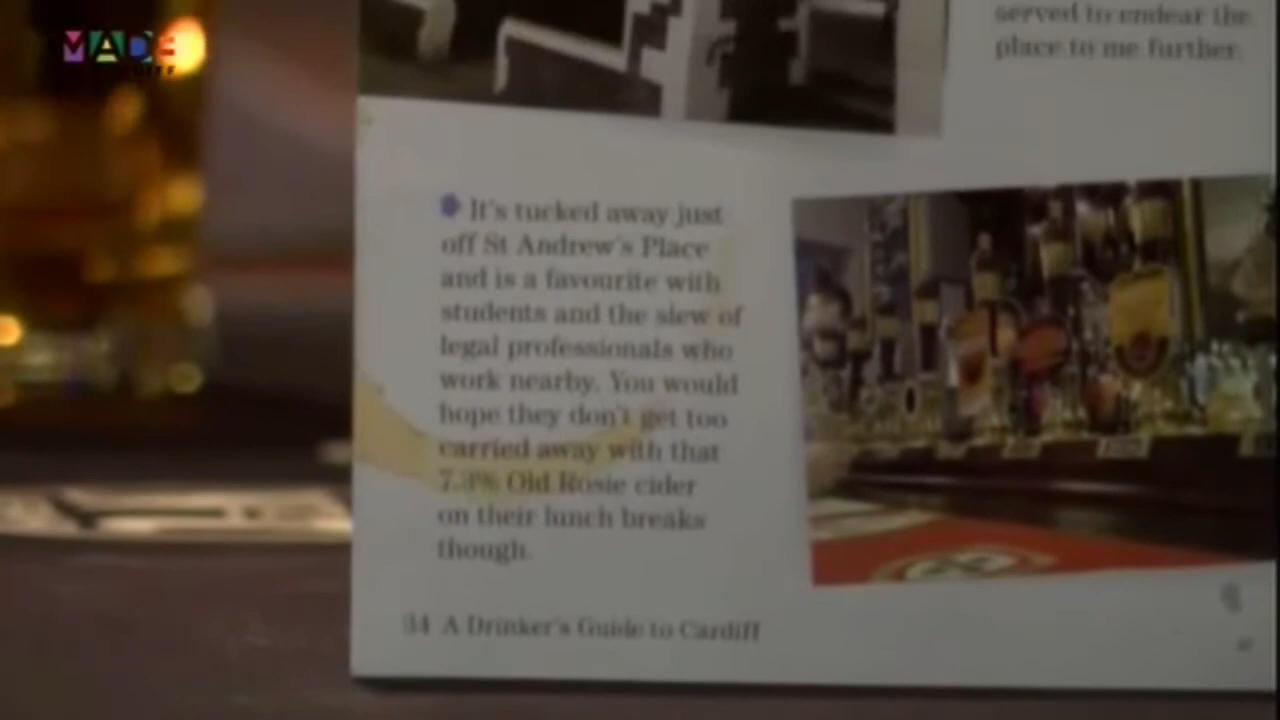 MADE
served to endear the
place to me further.
It's tucked away just
off St Andrew's Place
and is a favourite with
students and the slew of
legal professionals who
work nearby. You would
hope they don't get too
carried away with that
7.3% Old Rosie cider
on their lunch breaks
though.
34 A Drinker's Guide to Cardiff